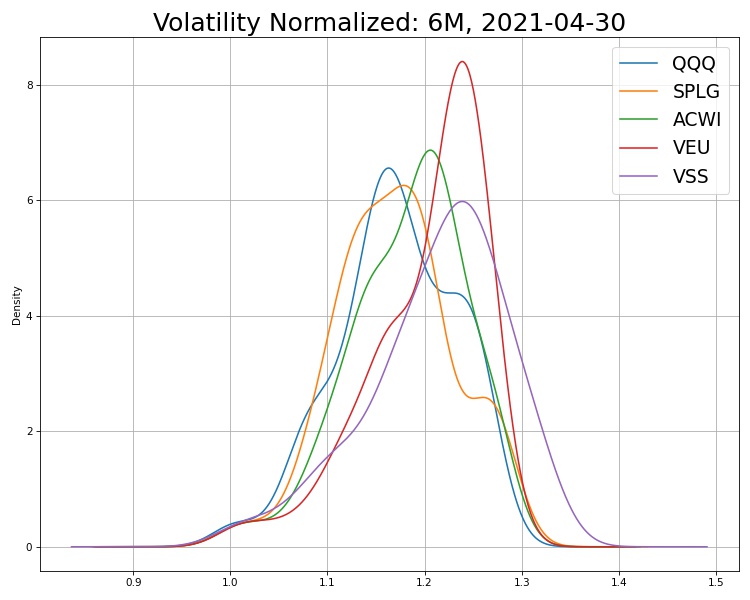 Volatility Normalized: 6M, 2021-04-30
QQQ
SPLG
ACWI
VEU
VSS
Density
8
6
4
2
0
0.9 1.0 1.1 1.2 1.3 1.4 1.5